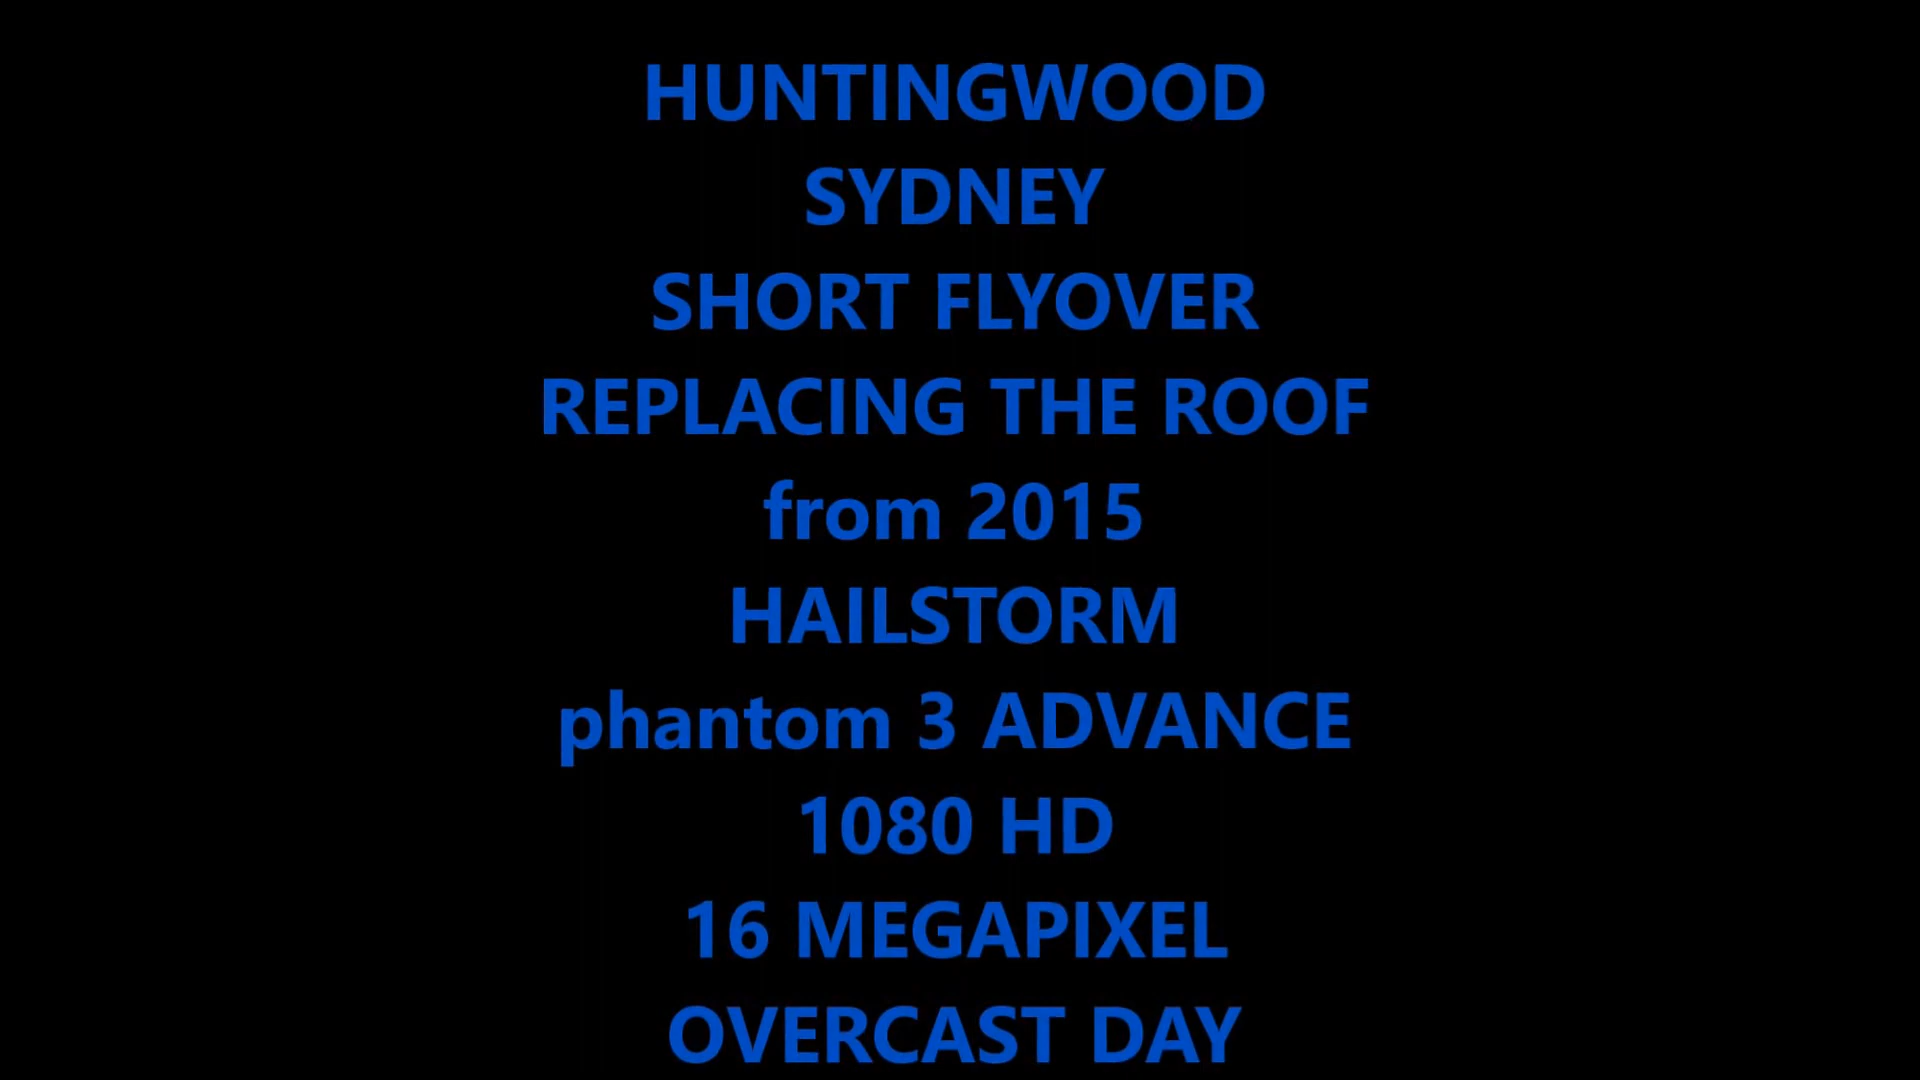 HUNTINGWOOD
SYDNEY
SHORT FLYOVER
REPLACING THE ROOF
from 2015
HAILSTORM
phantom 3 ADVANCE
1080 HD
16 MEGAPIXEL
OVERCAST DAY